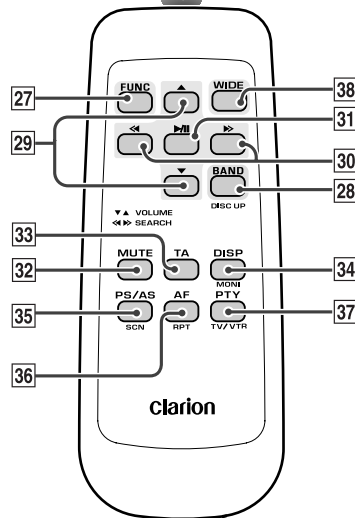 FUNC ▲ WIDE
27 38
31
◀◀ ▶/II ▶▶
29 30
▼ BAND
28
DISC UP
▼▲ VOLUME
◀◀ ▶▶ SEARCH
33
MUTE TA DISP
32 34
MONI
PS/AS AF PTY
35 37
SCN RPT TV/VTR
36
clarion